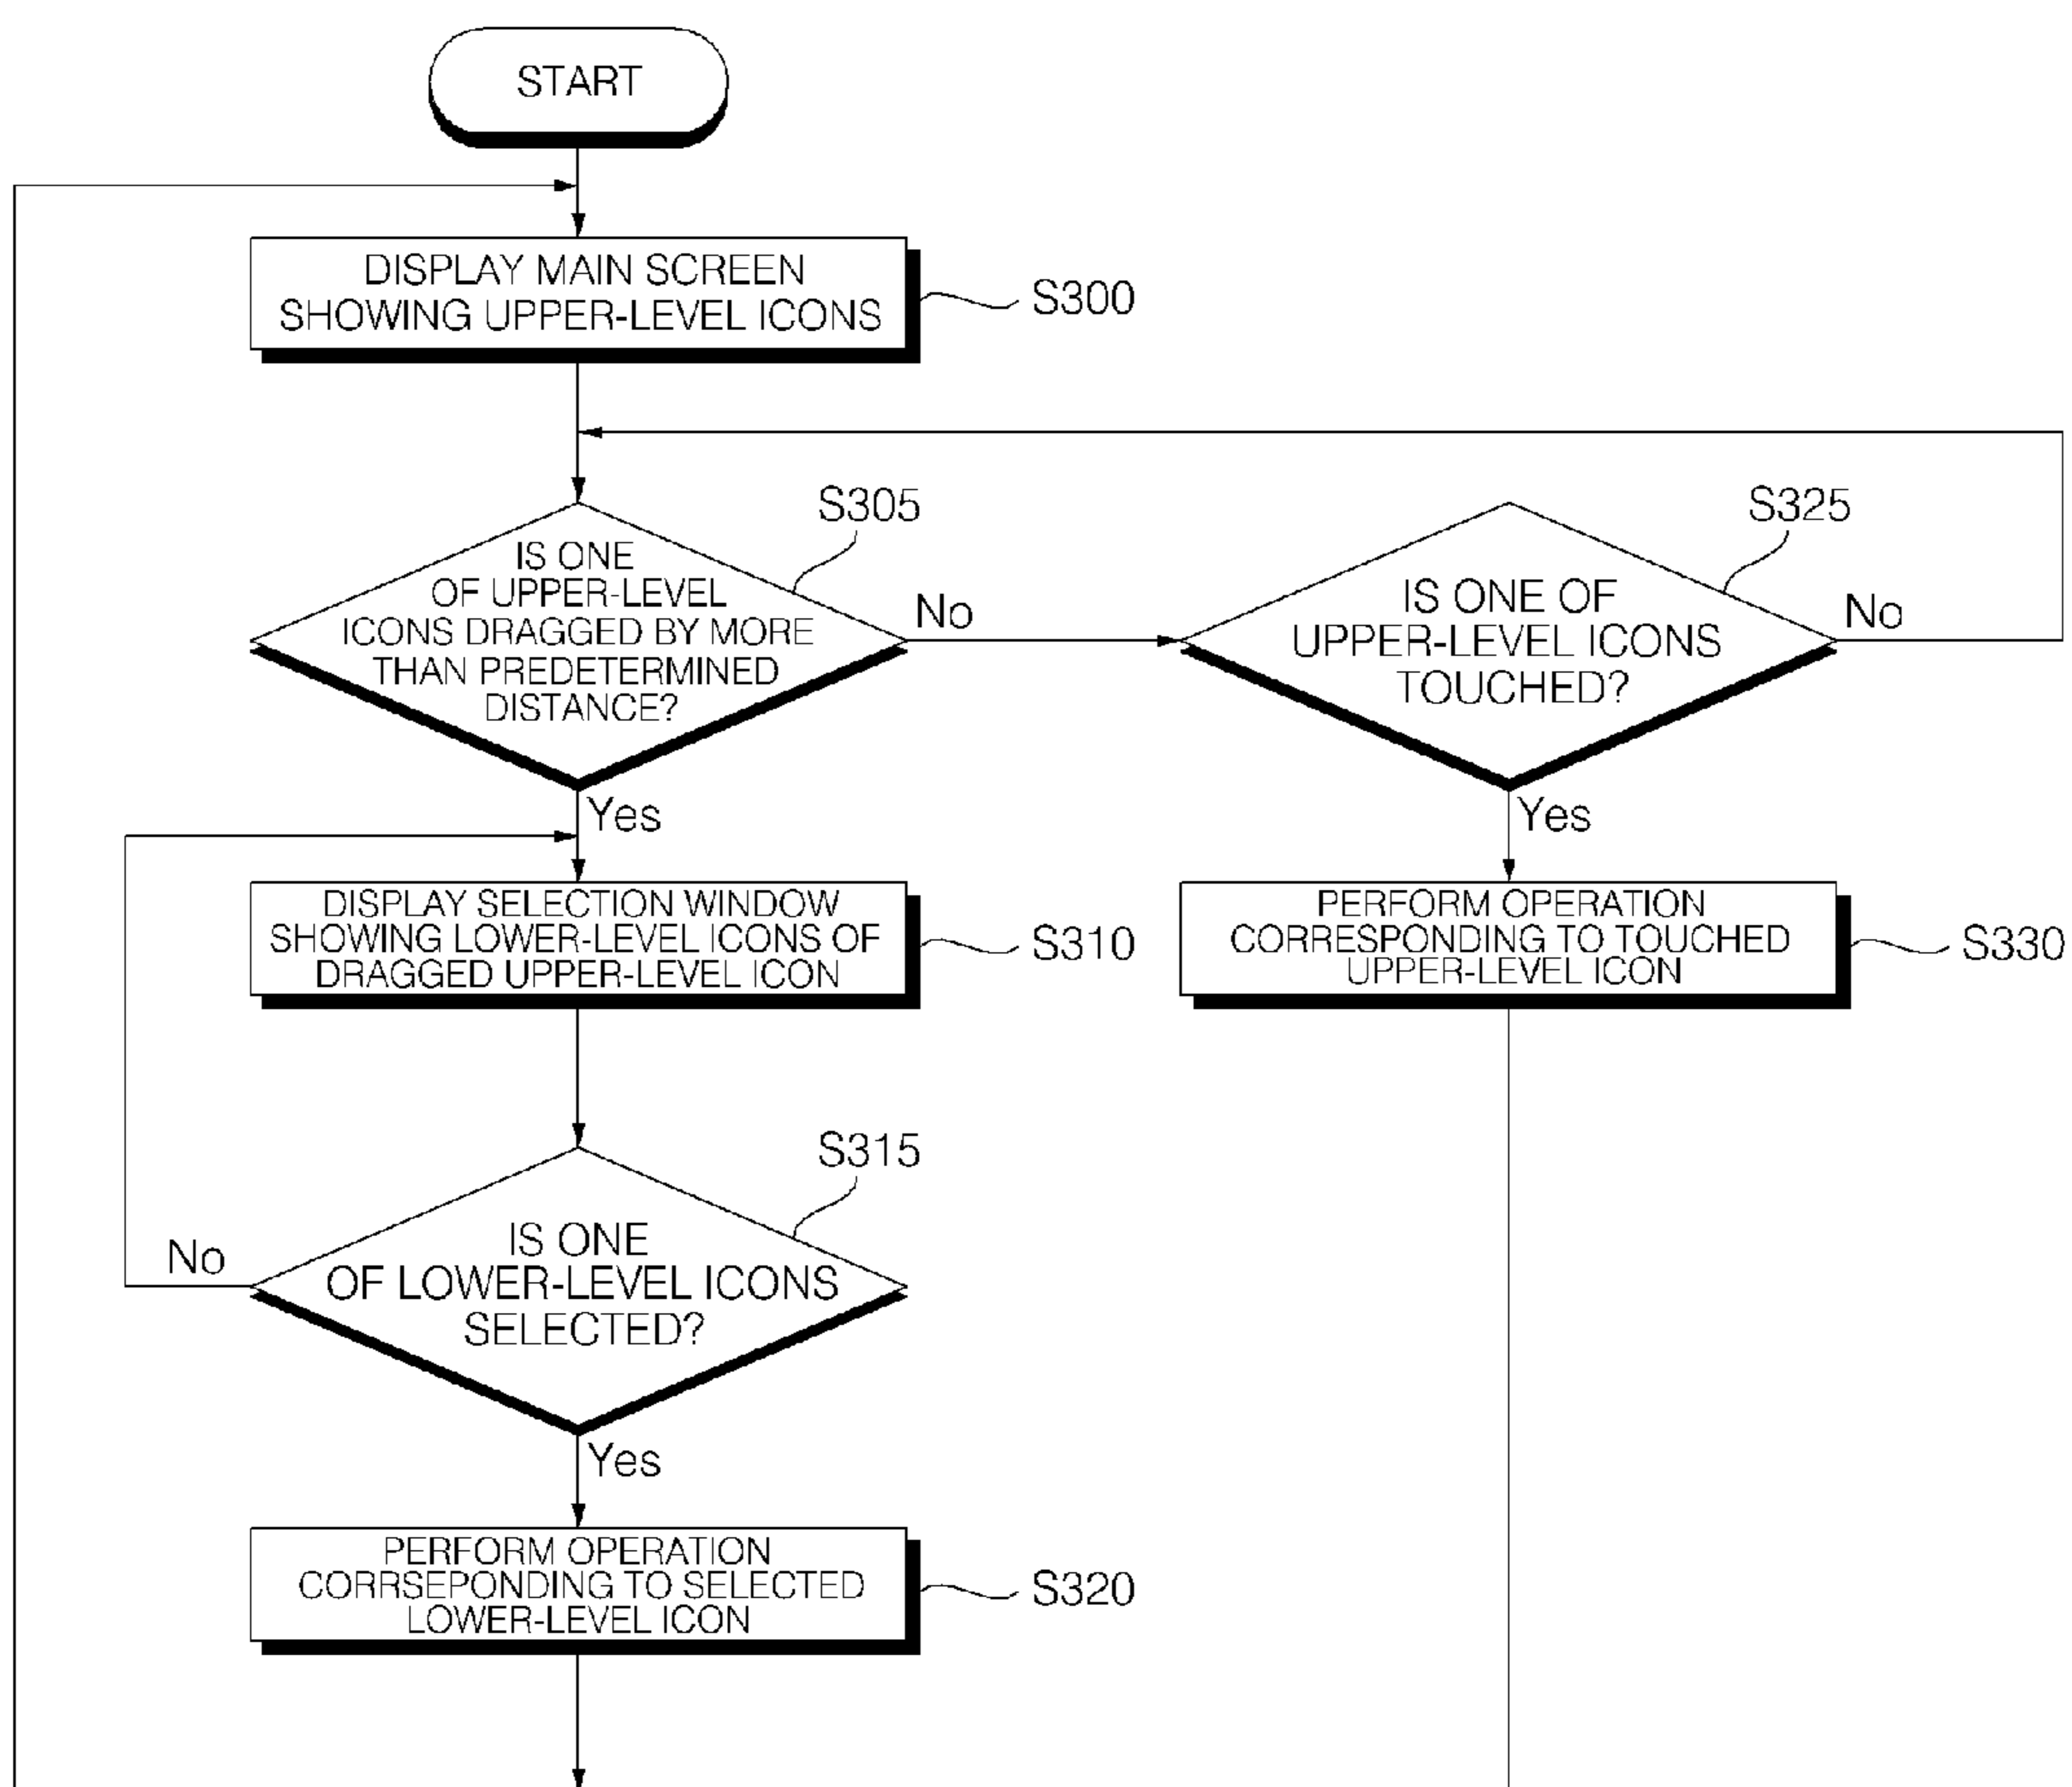 START
DISPLAY MAIN SCREEN
SHOWING UPPER-LEVEL ICONS
S300
S305
IS ONE
OF UPPER-LEVEL
ICONS DRAGGED BY MORE
THAN PREDETERMINED
DISTANCE?
No
Yes
S325
IS ONE OF
UPPER-LEVEL ICONS
TOUCHED?
No
Yes
DISPLAY SELECTION WINDOW
SHOWING LOWER-LEVEL ICONS OF
DRAGGED UPPER-LEVEL ICON
S310
PERFORM OPERATION
CORRESPONDING TO TOUCHED
UPPER-LEVEL ICON
S330
S315
IS ONE
OF LOWER-LEVEL ICONS
SELECTED?
No
Yes
PERFORM OPERATION
CORRSEPONDING TO SELECTED
LOWER-LEVEL ICON
S320